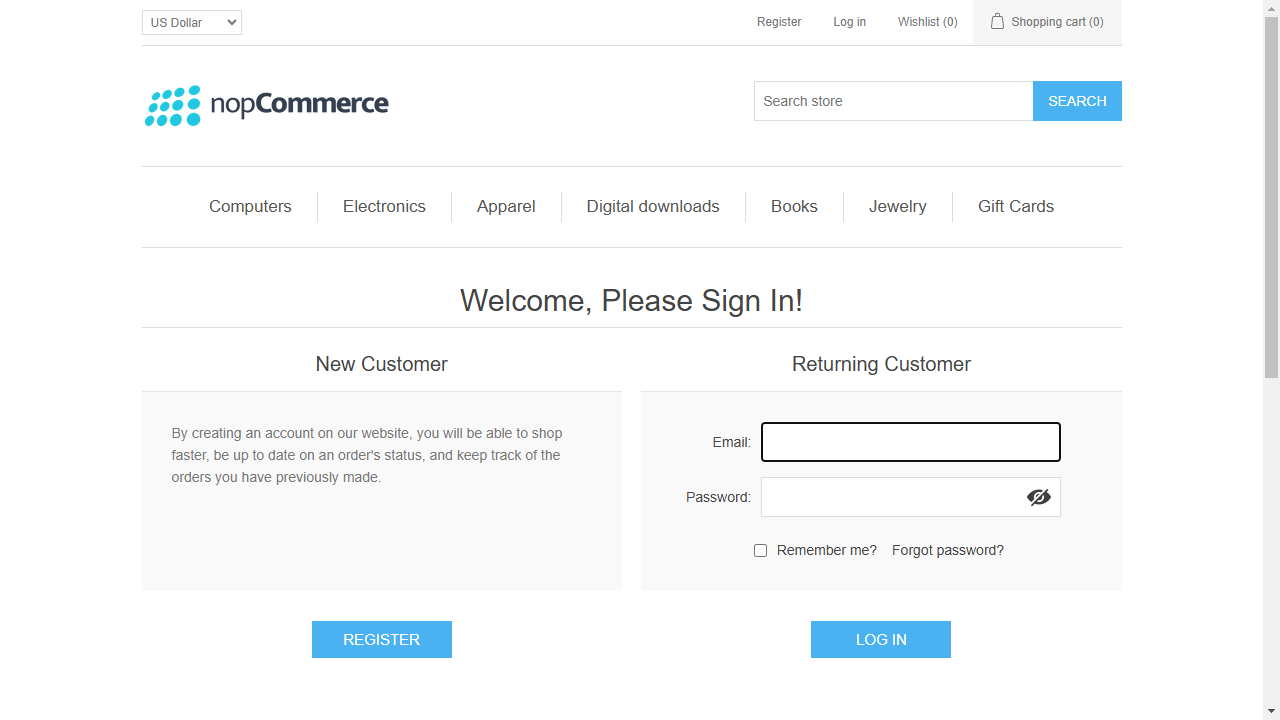 US Dollar
Register
Log in
Wishlist (0)
Shopping cart (0)
nopCommerce
Search store
SEARCH
Computers
Electronics
Apparel
Digital downloads
Books
Jewelry
Gift Cards
Welcome, Please Sign In!
New Customer
By creating an account on our website, you will be able to shop
faster, be up to date on an order's status, and keep track of the
orders you have previously made.
REGISTER
Returning Customer
Email:
Password:
Remember me?
Forgot password?
LOG IN